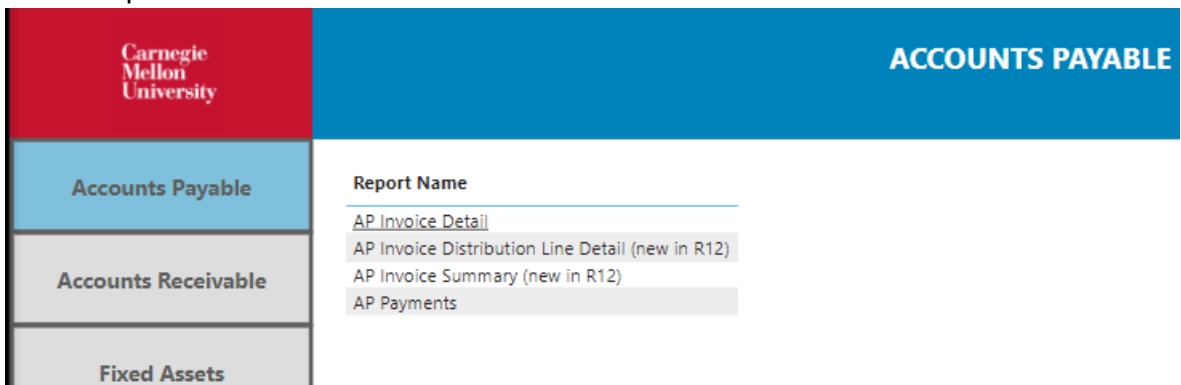 Carnegie
Mellon
University
ACCOUNTS PAYABLE
Accounts Payable
Accounts Receivable
Fixed Assets
Report Name
AP Invoice Detail
AP Invoice Distribution Line Detail (new in R12)
AP Invoice Summary (new in R12)
AP Payments